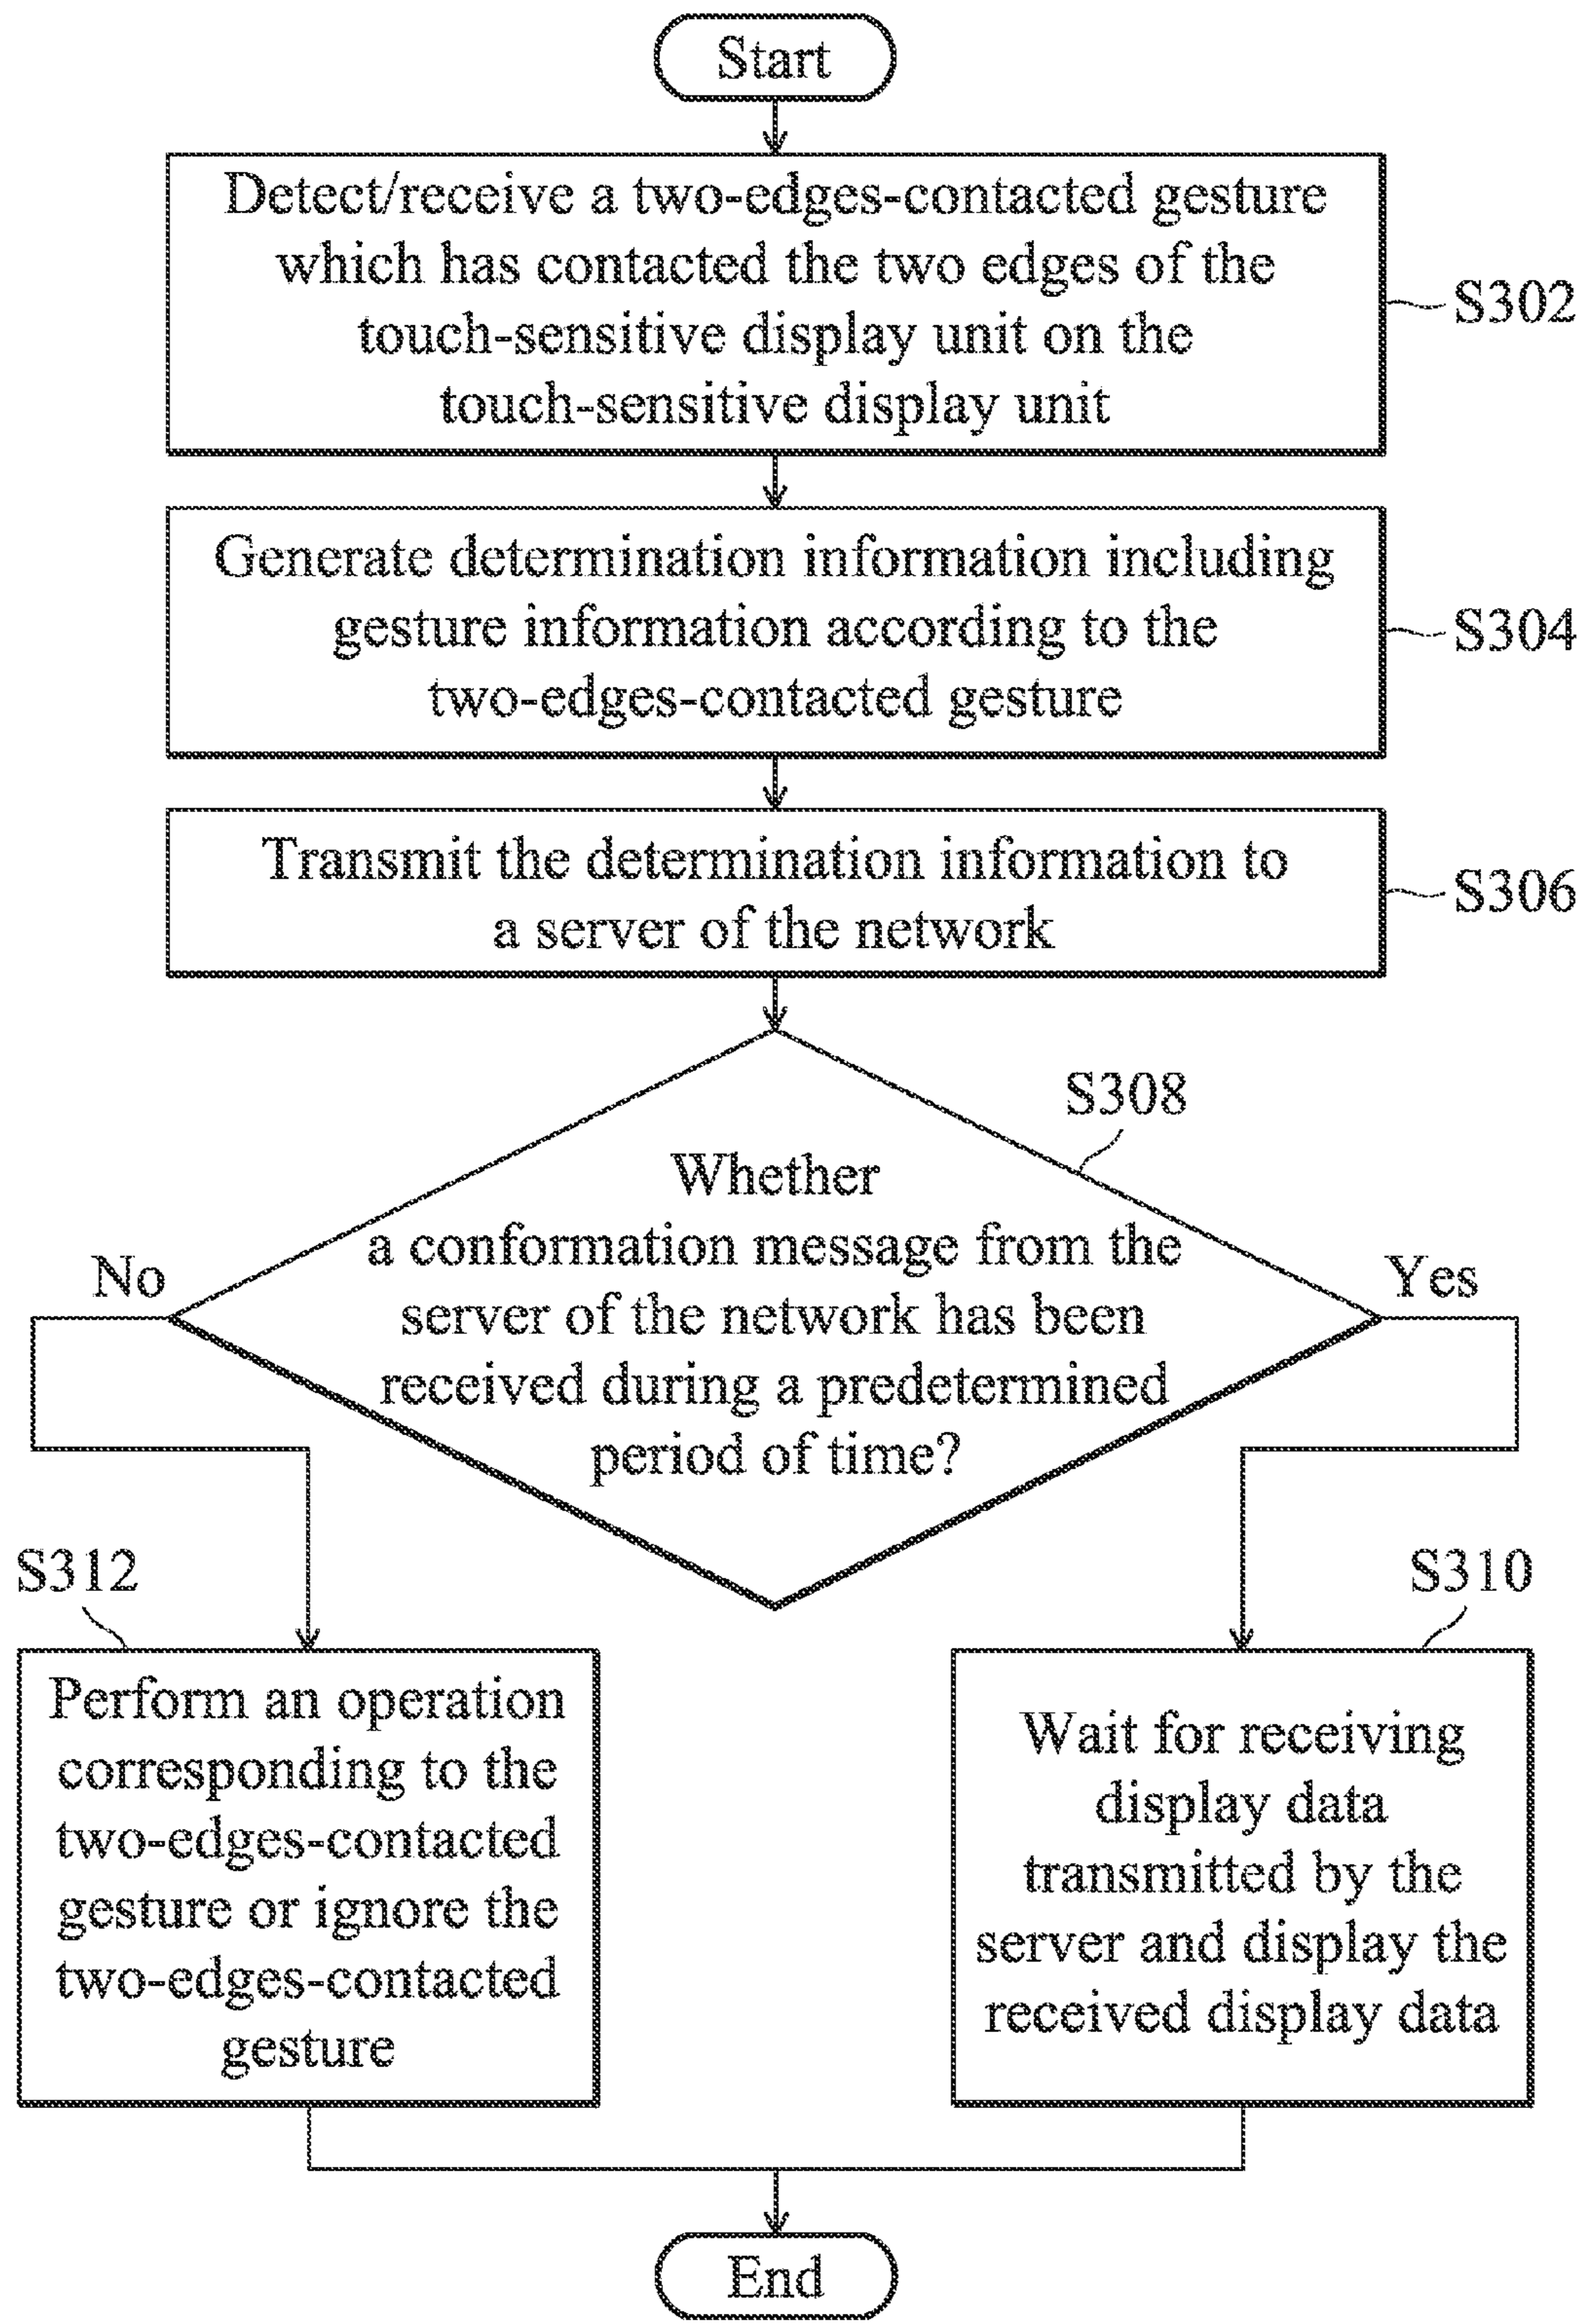 Start
Detect/receive a two-edges-contacted gesture
which has contacted the two edges of the
touch-sensitive display unit on the
touch-sensitive display unit
S302
Generate determination information including
gesture information according to the
two-edges-contacted gesture
S304
Transmit the determination information to
a server of the network
S306
S308
Whether
a conformation message from the
server of the network has been
received during a predetermined
period of time?
No
Yes
S312
Perform an operation
corresponding to the
two-edges-contacted
gesture or ignore the
two-edges-contacted
gesture
S310
Wait for receiving
display data
transmitted by the
server and display the
received display data
End